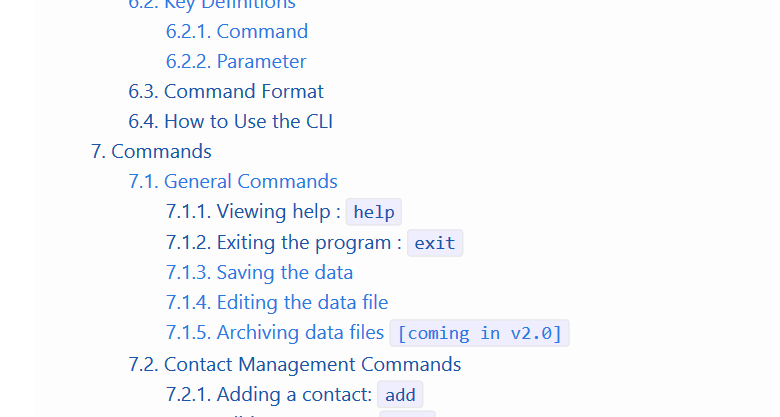 6.2. Key Definitions
6.2.1. Command
6.2.2. Parameter
6.3. Command Format
6.4. How to Use the CLI
7. Commands
7.1. General Commands
7.1.1. Viewing help : help
7.1.2. Exiting the program : exit
7.1.3. Saving the data
7.1.4. Editing the data file
7.1.5. Archiving data files [coming in v2.0]
7.2. Contact Management Commands
7.2.1. Adding a contact: add